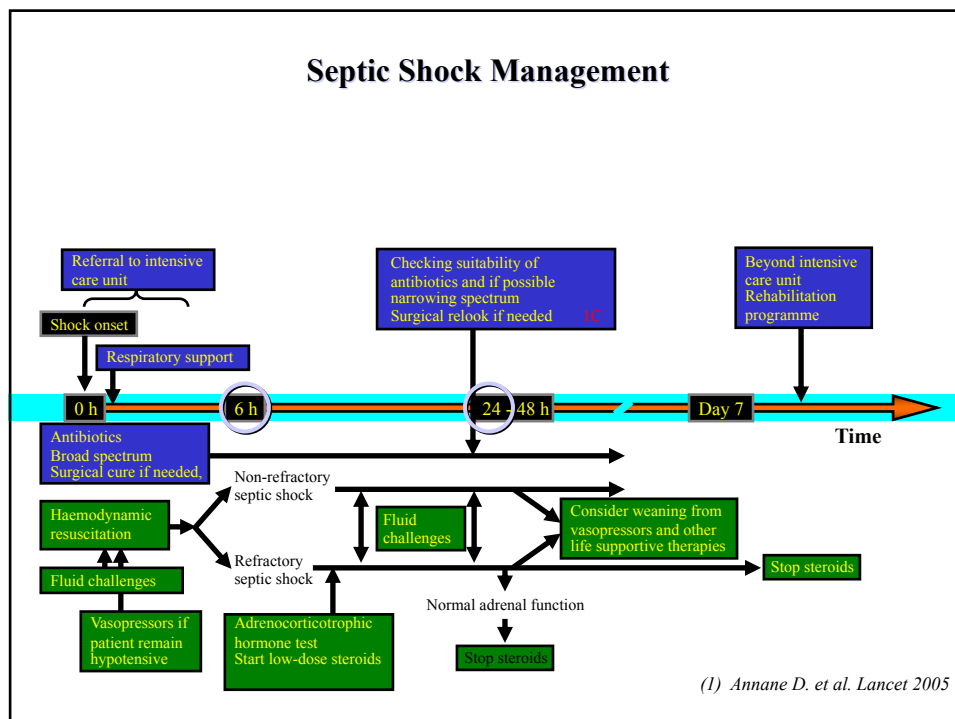 Septic Shock Management
Referral to intensive
care unit
Shock onset
Respiratory support
Checking suitability of
antibiotics and if possible
narrowing spectrum
Surgical relook if needed 1C
Beyond intensive
care unit
Rehabilitation
programme
0 h
6 h
24 - 48 h
Day 7
Time
Antibiotics
Broad spectrum
Surgical cure if needed,
Non-refractory
septic shock
Haemodynamic
resuscitation
Fluid
challenges
Consider weaning from
vasopressors and other
life supportive therapies
Refractory
septic shock
Stop steroids
Fluid challenges
Vasopressors if
patient remain
hypotensive
Adrenocorticotrophic
hormone test
Start low-dose steroids
Normal adrenal function
Stop steroids
(1) Annane D. et al. Lancet 2005